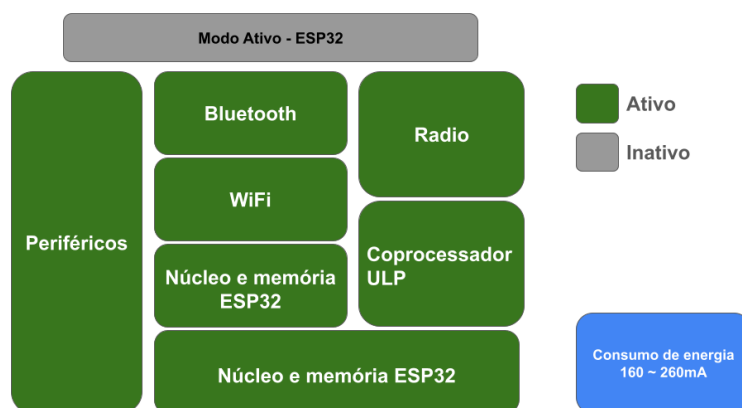 Modo Ativo - ESP32
Periféricos
Bluetooth
WiFi
Núcleo e memória
ESP32
Radio
Coprocessador
ULP
Núcleo e memória ESP32
Ativo
Inativo
Consumo de energia
160 ~ 260mA